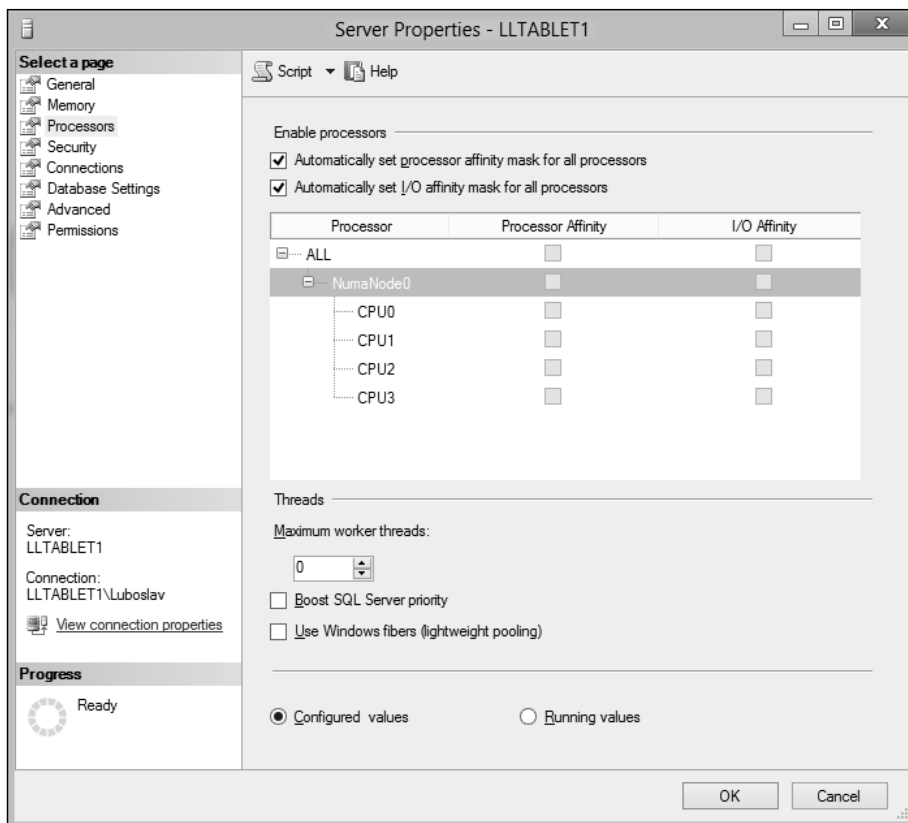 Server Properties - LLTABLET1
Select a page
General
Memory
Processors
Security
Connections
Database Settings
Advanced
Permissions
Script Help
Enable processors
Automatically set processor affinity mask for all processors
Automatically set I/O affinity mask for all processors
Processor Processor Affinity I/O Affinity
ALL
NumaNode0
CPU0
CPU1
CPU2
CPU3
Connection
Server:
LLTABLET1
Connection:
LLTABLET1\Luboslav
View connection properties
Progress
Ready
Threads
Maximum worker threads:
0
Boost SQL Server priority
Use Windows fibers (lightweight pooling)
Configured values Running values
OK Cancel